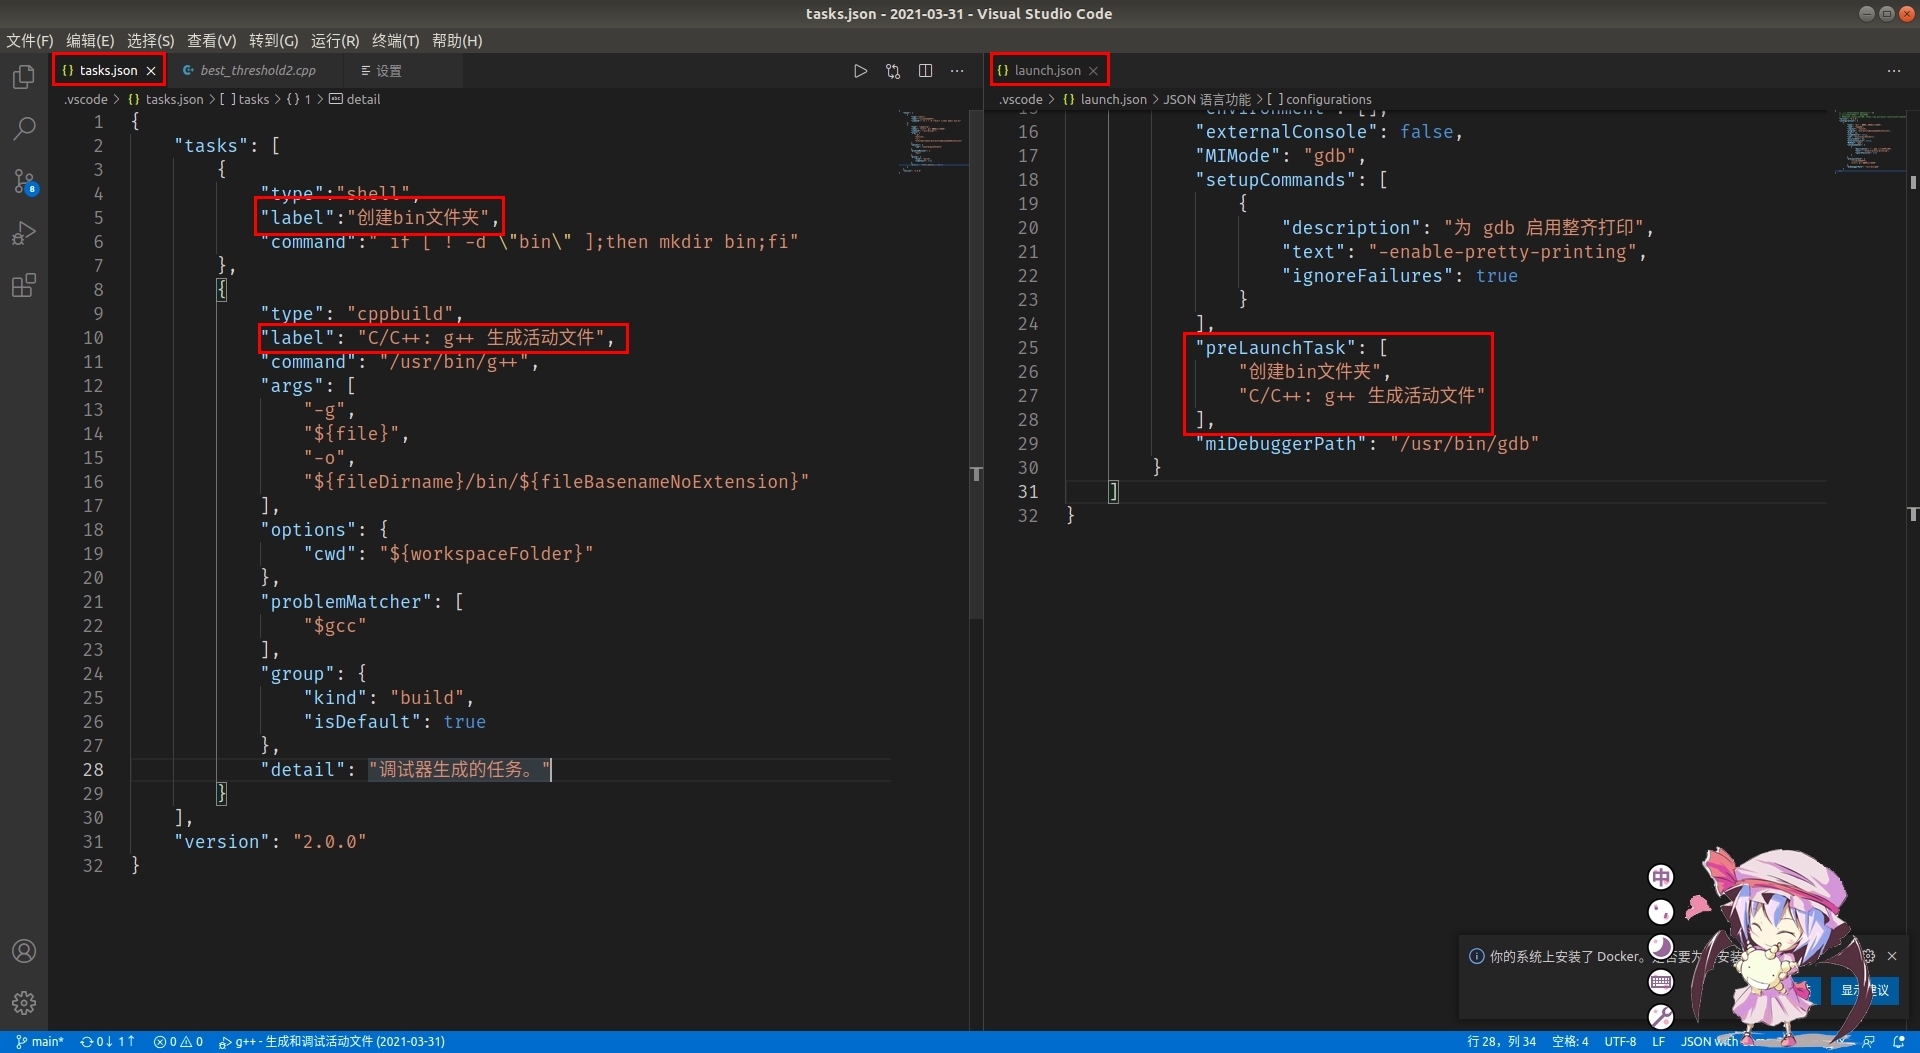 tasks.json - 2021-03-31 - Visual Studio Code
文件(F) 编辑(E) 选择(S) 查看(V) 转到(G) 运行(R) 终端(T) 帮助(H)
tasks.json
best_threshold2.cpp
设置
.vscode > tasks.json > [ ] tasks > { } 1 > detail
1 {
2 "tasks": [
3 {
4 "type":"shell",
5 "label":"创建bin文件夹",
6 "command":" if [ ! -d \"bin\" ];then mkdir bin;fi"
7 },
8 {
9 "type": "cppbuild",
10 "label": "C/C++: g++ 生成活动文件",
11 "command": "/usr/bin/g++",
12 "args": [
13 "-g",
14 "${file}",
15 "-o",
16 "${fileDirname}/bin/${fileBasenameNoExtension}"
17 ],
18 "options": {
19 "cwd": "${workspaceFolder}"
20 },
21 "problemMatcher": [
22 "$gcc"
23 ],
24 "group": {
25 "kind": "build",
26 "isDefault": true
27 },
28 "detail": "调试器生成的任务。"
29 }
30 ],
31 "version": "2.0.0"
32 }
launch.json
.vscode > launch.json > JSON 语言功能 > [ ] configurations
15 "environment": [],
16 "externalConsole": false,
17 "MIMode": "gdb",
18 "setupCommands": [
19 {
20 "description": "为 gdb 启用整齐打印",
21 "text": "-enable-pretty-printing",
22 "ignoreFailures": true
23 }
24 ],
25 "preLaunchTask": [
26 "创建bin文件夹",
27 "C/C++: g++ 生成活动文件"
28 ],
29 "miDebuggerPath": "/usr/bin/gdb"
30 }
31 ]
32 }
中
你的系统上安装了 Docker。是否要为 安装
显示 建议
8
main* 0↓ 1↑ 0 0 g++ - 生成和调试活动文件 (2021-03-31)
行 28，列 34 空格: 4 UTF-8 LF JSON with